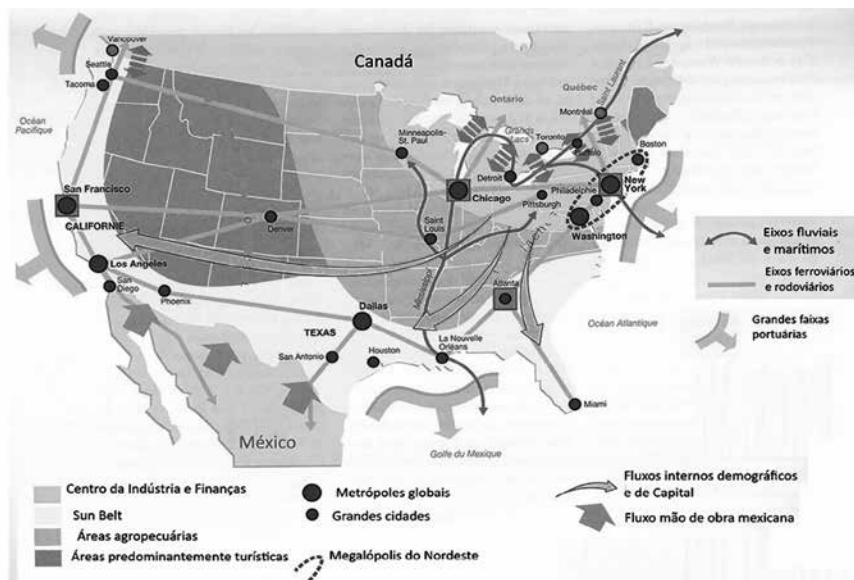 Canadá
Vancouver
Seattle
Tacoma
Océan
Pacifique
Ontario
Québec
Saint Laurent
Montréal
Minneapolis-
St. Paul
Grands
Lacs
Toronto
Boston
Detroit
Chicago
Philadelphie
Pittsburgh
New
York
Washington
San Francisco
CALIFORNIE
Denver
Saint
Louis
Mississippi
Los Angeles
San
Diego
Phoenix
Dallas
TEXAS
Atlanta
San Antonio
Houston
La Nouvelle
Orléans
Océan Atlantique
Miami
México
Golfe du Mexique
Eixos fluviais
e marítimos
Eixos ferroviários
e rodoviários
Grandes faixas
portuárias
Centro da Indústria e Finanças
Sun Belt
Áreas agropecuárias
Áreas predominantemente turísticas
Metrópoles globais
Grandes cidades
Megalópolis do Nordeste
Fluxos internos demográficos
e de Capital
Fluxo mão de obra mexicana